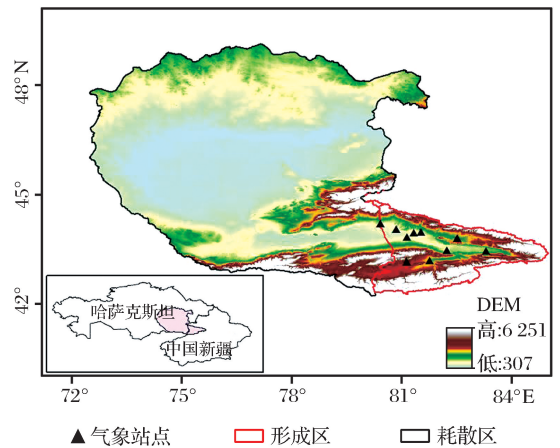 48°N
45°
42°
哈萨克斯坦
中国新疆
DEM
高:6 251
低:307
72° 75° 78° 81° 84°E
气象站点 形成区 耗散区